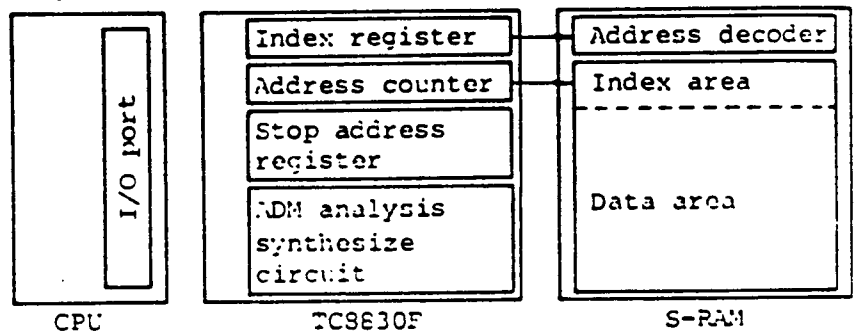 I/O port
CPU
Index register
Address counter
Stop address
register
ADM analysis
synthesize
circuit
TC8830F
Address decoder
Index area
Data area
S-RAM